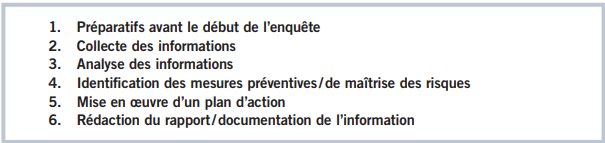 1. Préparatifs avant le début de l’enquête
2. Collecte des informations
3. Analyse des informations
4. Identification des mesures préventives/de maîtrise des risques
5. Mise en œuvre d’un plan d’action
6. Rédaction du rapport/documentation de l’information